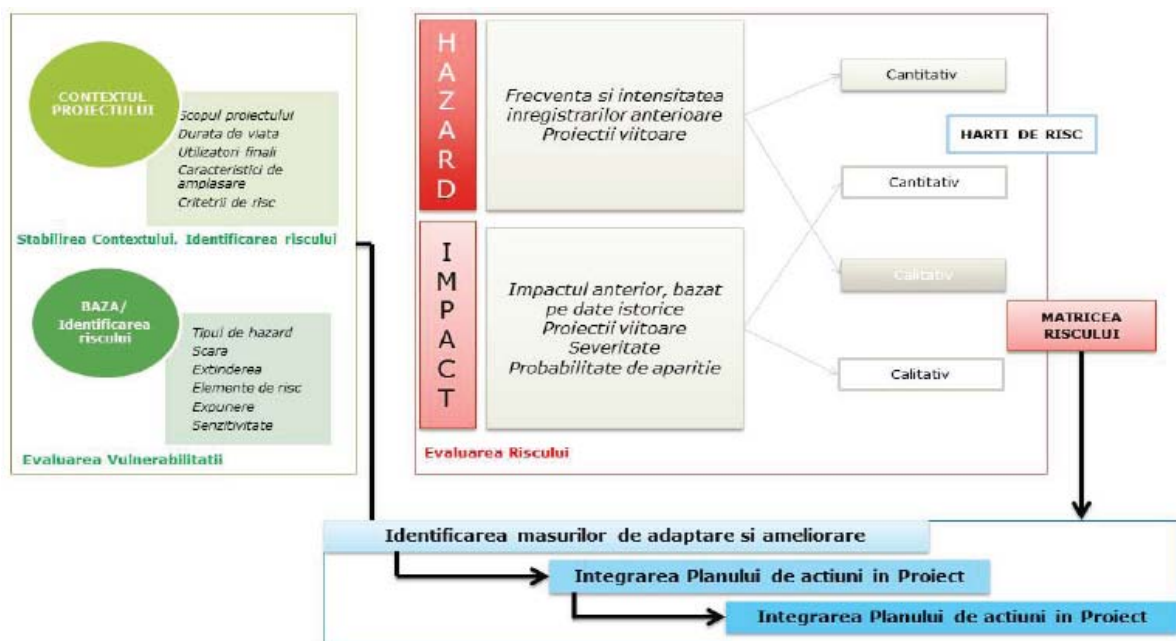 CONTEXTUL
PROIECTULUI
Scopul proiectului
Durata de viata
Utilizatori finali
Caracteristici de
amplasare
Critetrii de risc
Stabilirea Contextului. Identificarea riscului
BAZA/
Identificarea
riscului
Tipul de hazard
Scara
Extinderea
Elemente de risc
Expunere
Senzitivitate
Evaluarea Vulnerabilitatii
HAZARD
Frecventa si intensitatea
inregistrarilor anterioare
Proiectii viitoare
IMPACT
Impactul anterior, bazat
pe date istorice
Proiectii viitoare
Severitate
Probabilitate de aparitie
Evaluarea Riscului
Cantitativ
HARTI DE RISC
Cantitativ
Calitativ
MATRICEA
RISCULUI
Calitativ
Identificarea masurilor de adaptare si ameliorare
Integrarea Planului de actiuni in Proiect
Integrarea Planului de actiuni in Proiect